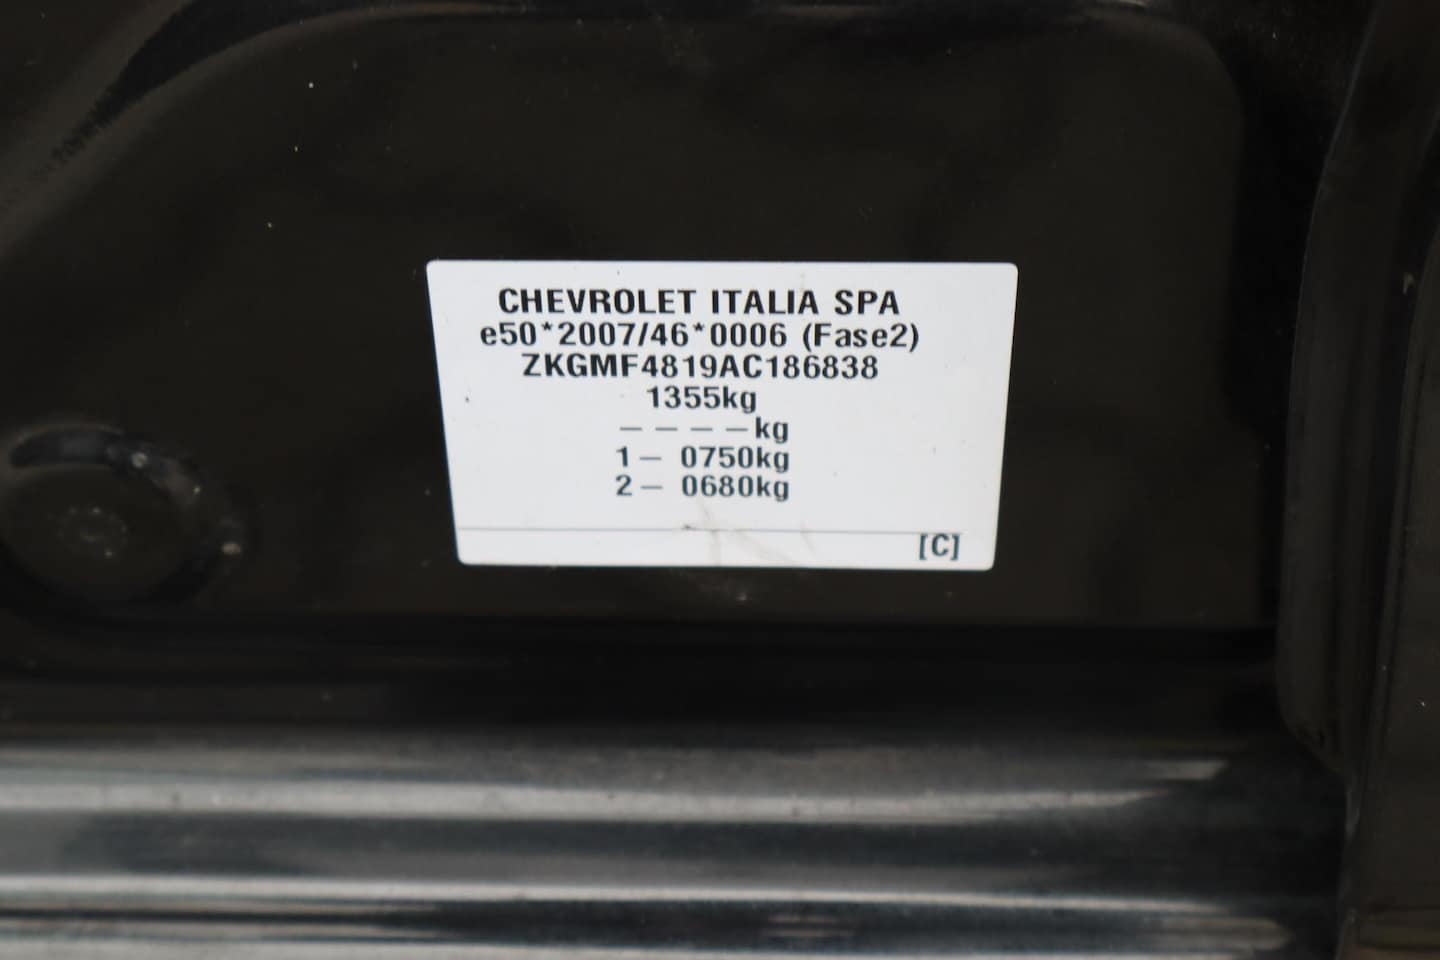 CHEVROLET ITALIA SPA
e50*2007/46*0006 (Fase2)
ZKGMF4819AC186838
1355kg
– – – – kg
1 – 0750kg
2 – 0680kg
[C]